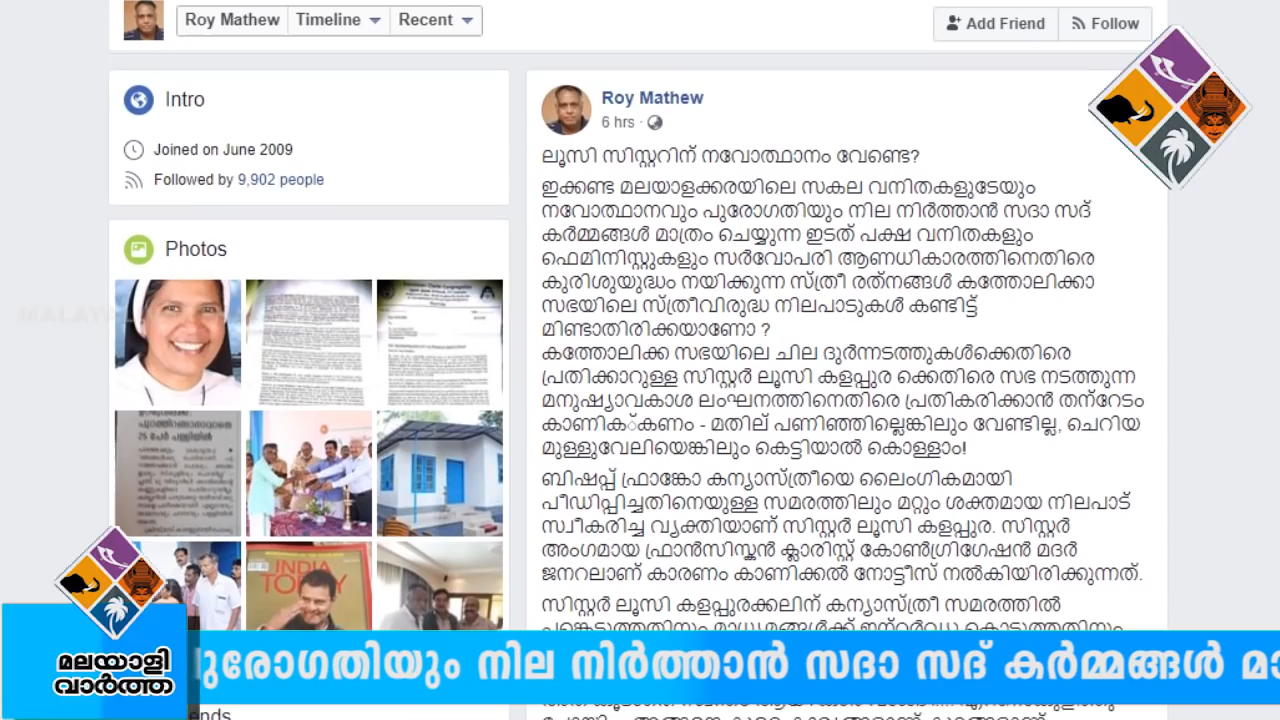 Roy Mathew Timeline Recent
Add Friend Follow
Intro
Joined on June 2009
Followed by 9,902 people
Photos
INDIA
Roy Mathew
6 hrs ·
ലൂസി സിസ്റ്ററിന് നവോത്ഥാനം വേണ്ടെ?
ഇക്കണ്ട മലയാളക്കരയിലെ സകല വനിതകളുടേയും
നവോത്ഥാനവും പുരോഗതിയും നില നിർത്താൻ സദാ സദ്
കർമ്മങ്ങൾ മാത്രം ചെയ്യുന്ന ഇടത് പക്ഷ വനിതകളും
ഫെമിനിസ്റ്റുകളും സർവോപരി ആണധികാരത്തിനെതിരെ
കുരിശുയുദ്ധം നയിക്കുന്ന സ്ത്രീ രത്നങ്ങൾ കത്തോലിക്കാ
സഭയിലെ സ്ത്രീവിരുദ്ധ നിലപാടുകൾ കണ്ടിട്ട്
മിണ്ടാതിരിക്കയാണോ ?
കത്തോലിക്ക സഭയിലെ ചില ദുർന്നടത്തുകൾക്കെതിരെ
പ്രതിക്കാറുള്ള സിസ്റ്റർ ലൂസി കളപ്പുര ക്കെതിരെ സഭ നടത്തുന്ന
മനുഷ്യാവകാശ ലംഘനത്തിനെതിരെ പ്രതികരിക്കാൻ തന്റേടം
കാണിക്കണം - മതില് പണിഞ്ഞില്ലെങ്കിലും വേണ്ടില്ല, ചെറിയ
മുള്ളുവേലിയെങ്കിലും കെട്ടിയാൽ കൊള്ളാം!
ബിഷപ്പ് ഫ്രാങ്കോ കന്യാസ്ത്രീയെ ലൈംഗികമായി
പീഡിപ്പിച്ചതിനെയുള്ള സമരത്തിലും മറ്റും ശക്തമായ നിലപാട്
സ്വീകരിച്ച വ്യക്തിയാണ് സിസ്റ്റർ ലൂസി കളപ്പുര. സിസ്റ്റർ
അംഗമായ ഫ്രാൻസിസ്കൻ ക്ലാരിസ്റ്റ് കോൺഗ്രിഗേഷൻ മദർ
ജനറലാണ് കാരണം കാണിക്കൽ നോട്ടീസ് നൽകിയിരിക്കുന്നത്.
സിസ്റ്റർ ലൂസി കളപ്പുരക്കലിന് കന്യാസ്ത്രീ സമരത്തിൽ
മലയാളി
വാർത്ത
പുരോഗതിയും നില നിർത്താൻ സദാ സദ് കർമ്മങ്ങൾ